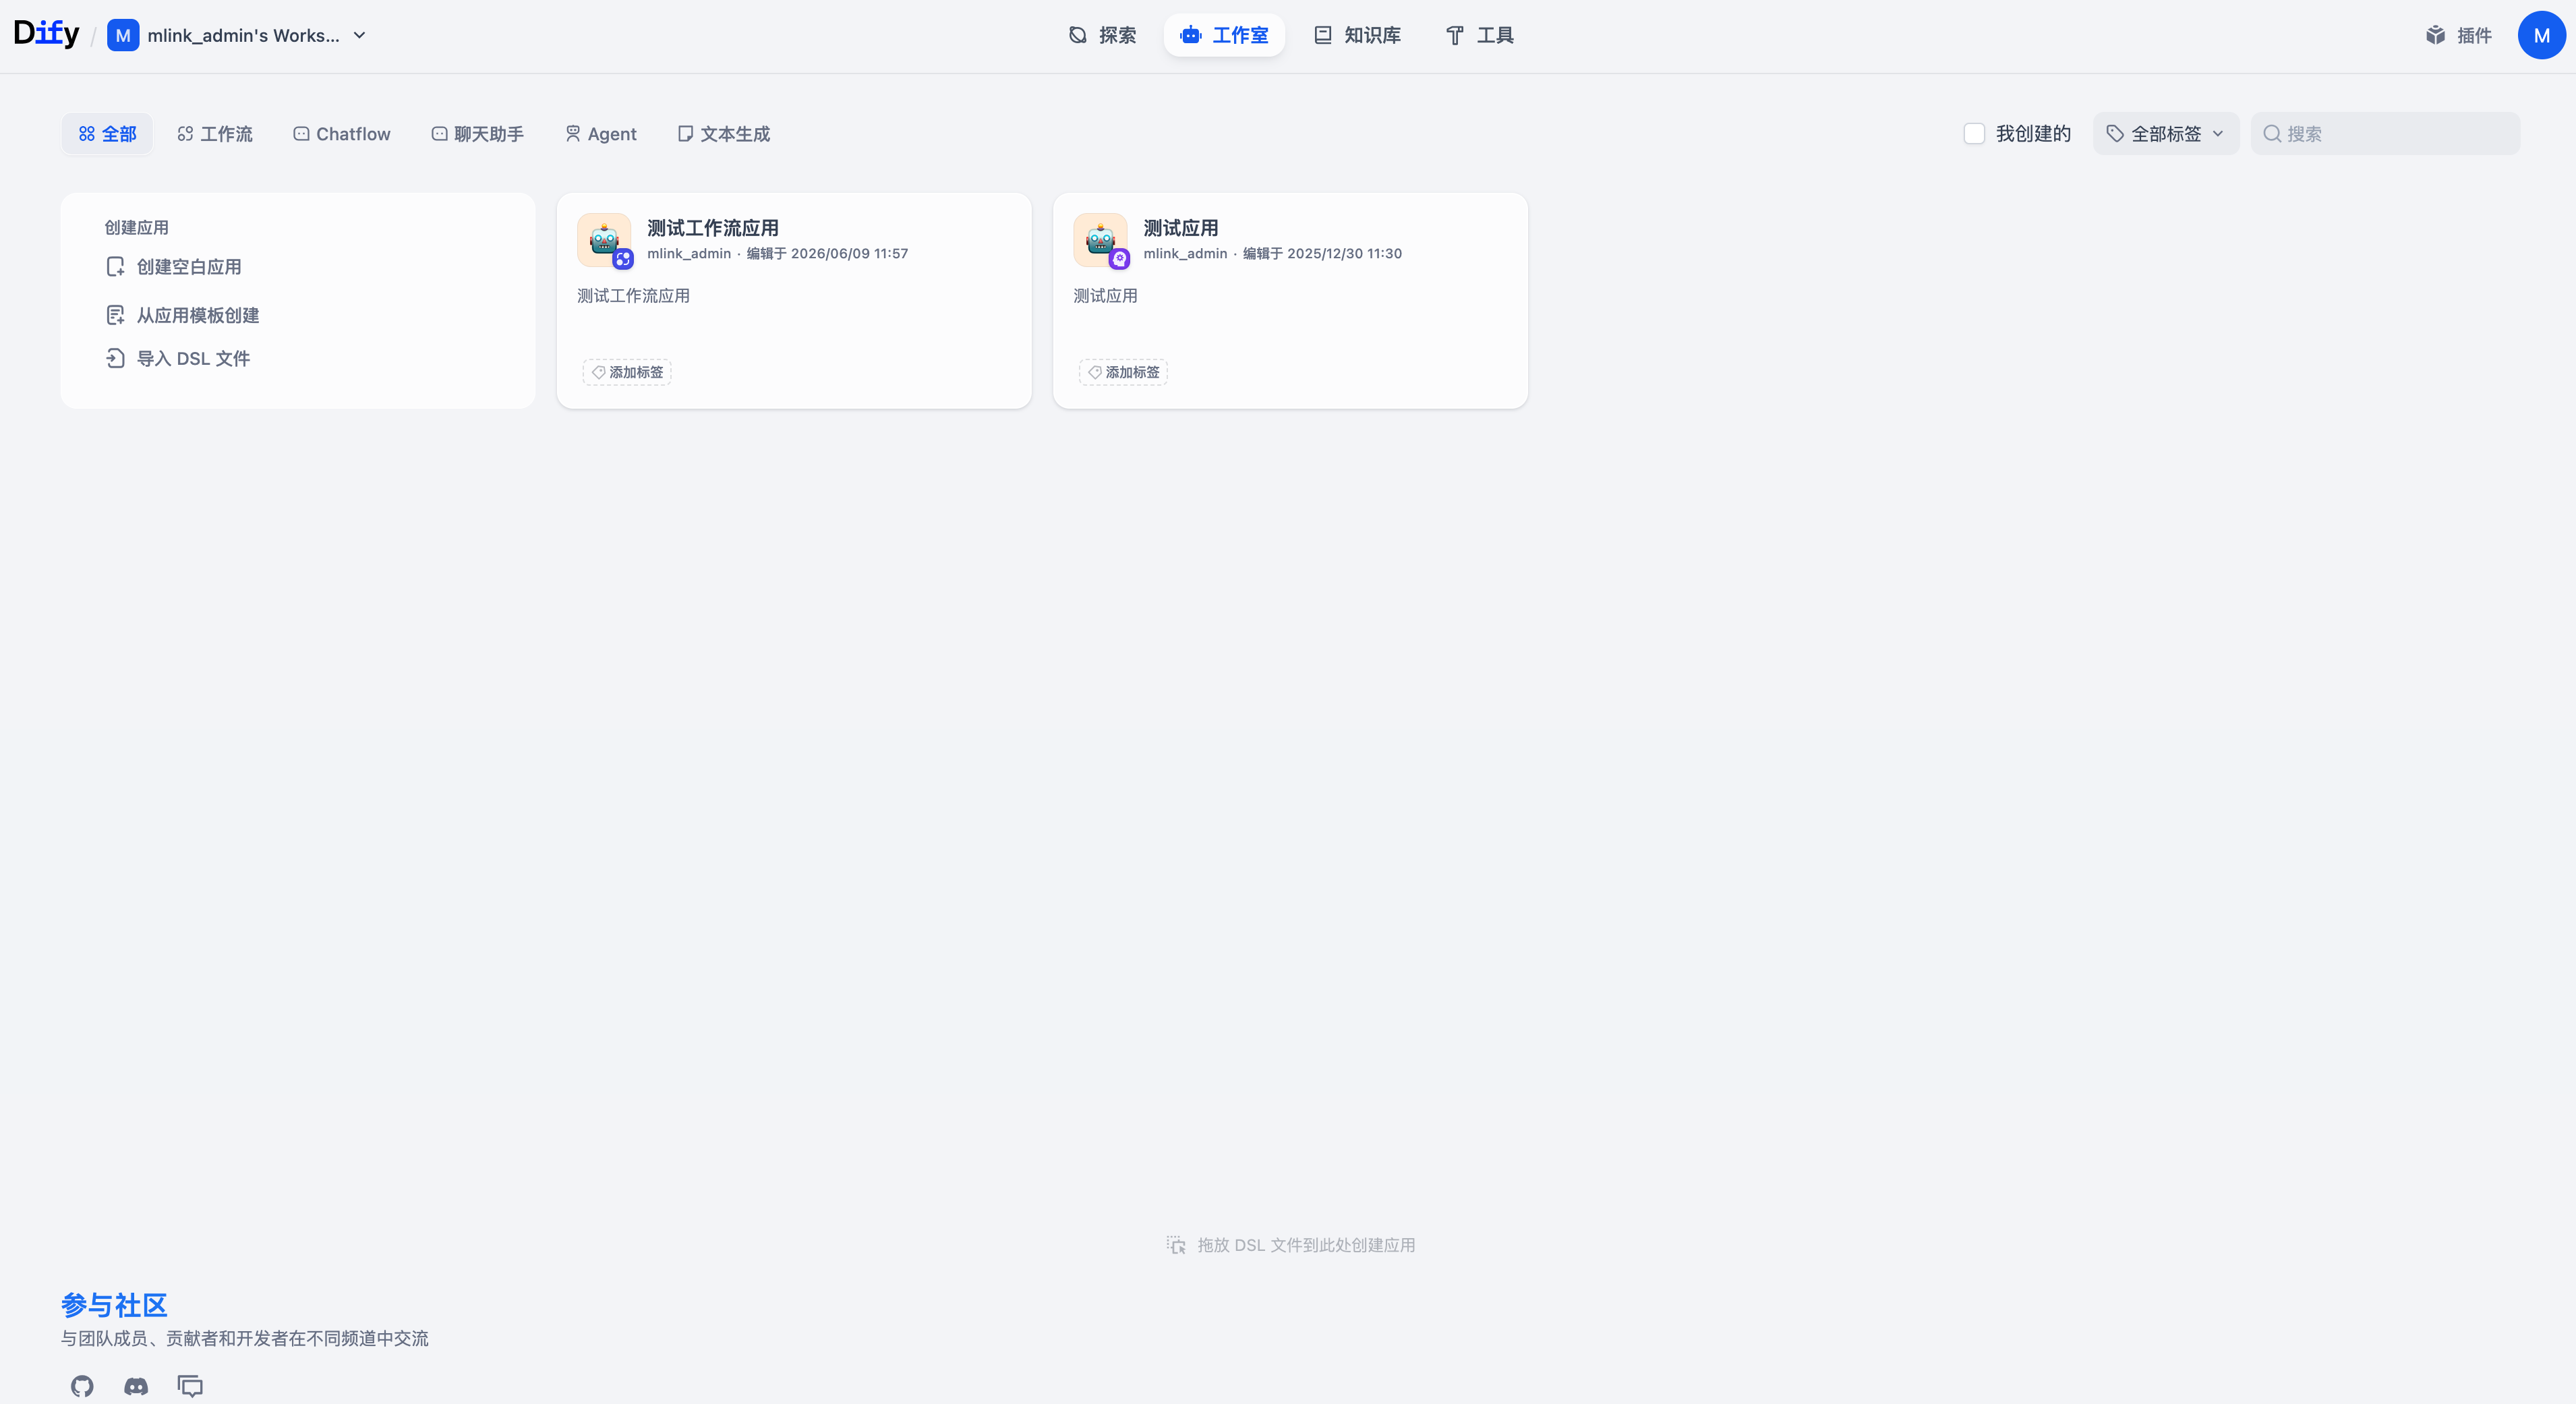 Dify / M mlink_admin's Works... 探索 工作室 知识库 工具 插件 M
全部 工作流 Chatflow 聊天助手 Agent 文本生成 我创建的 全部标签 搜索
创建应用
创建空白应用
从应用模板创建
导入 DSL 文件
测试工作流应用
mlink_admin · 编辑于 2026/06/09 11:57
测试工作流应用
添加标签
测试应用
mlink_admin · 编辑于 2025/12/30 11:30
测试应用
添加标签
拖放 DSL 文件到此处创建应用
参与社区
与团队成员、贡献者和开发者在不同频道中交流